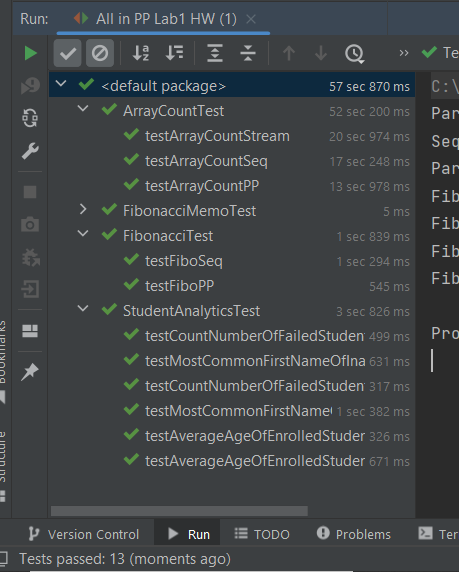 Run: All in PP Lab1 HW (1) ×
» Te
<default package> 57 sec 870 ms
ArrayCountTest 52 sec 200 ms
testArrayCountStream 20 sec 974 ms
testArrayCountSeq 17 sec 248 ms
testArrayCountPP 13 sec 978 ms
FibonacciMemoTest 5 ms
FibonacciTest 1 sec 839 ms
testFiboSeq 1 sec 294 ms
testFiboPP 545 ms
StudentAnalyticsTest 3 sec 826 ms
testCountNumberOfFailedStuden 499 ms
testMostCommonFirstNameOfIna 631 ms
testCountNumberOfFailedStuden 317 ms
testMostCommonFirstName 1 sec 382 ms
testAverageAgeOfEnrolledStuder 326 ms
testAverageAgeOfEnrolledStuder 671 ms
C:\
Par
Seq
Par
Fib
Fib
Fib
Fib
Pro
Structure
Version Control Run TODO Problems Ter
Tests passed: 13 (moments ago)